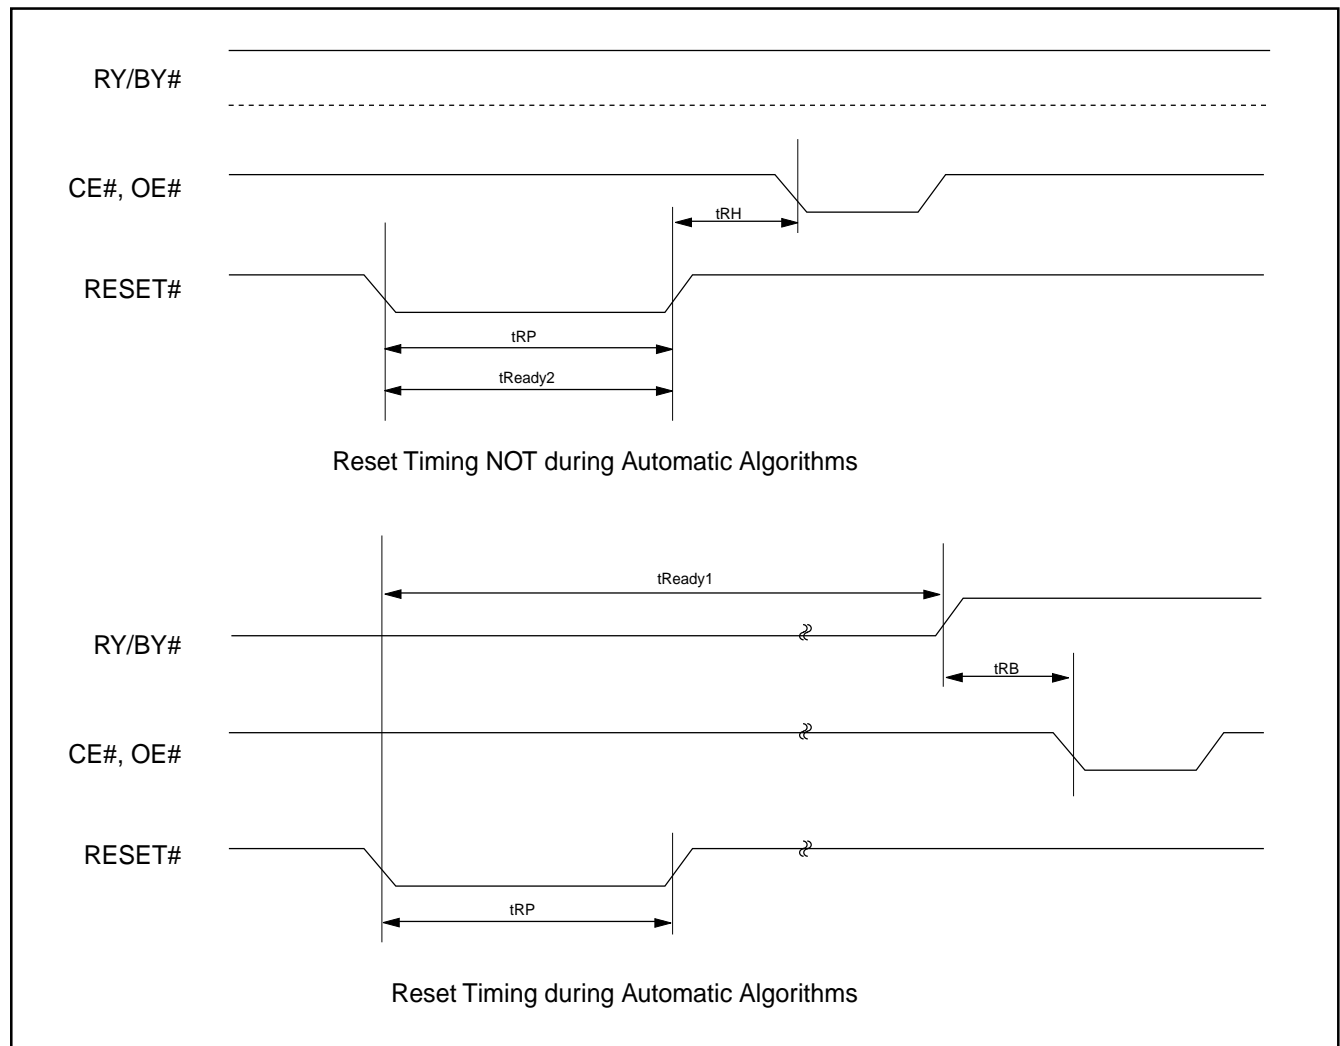 RY/BY#
CE#, OE#
tRH
RESET#
tRP
tReady2
Reset Timing NOT during Automatic Algorithms
tReady1
RY/BY#
tRB
CE#, OE#
RESET#
tRP
Reset Timing during Automatic Algorithms